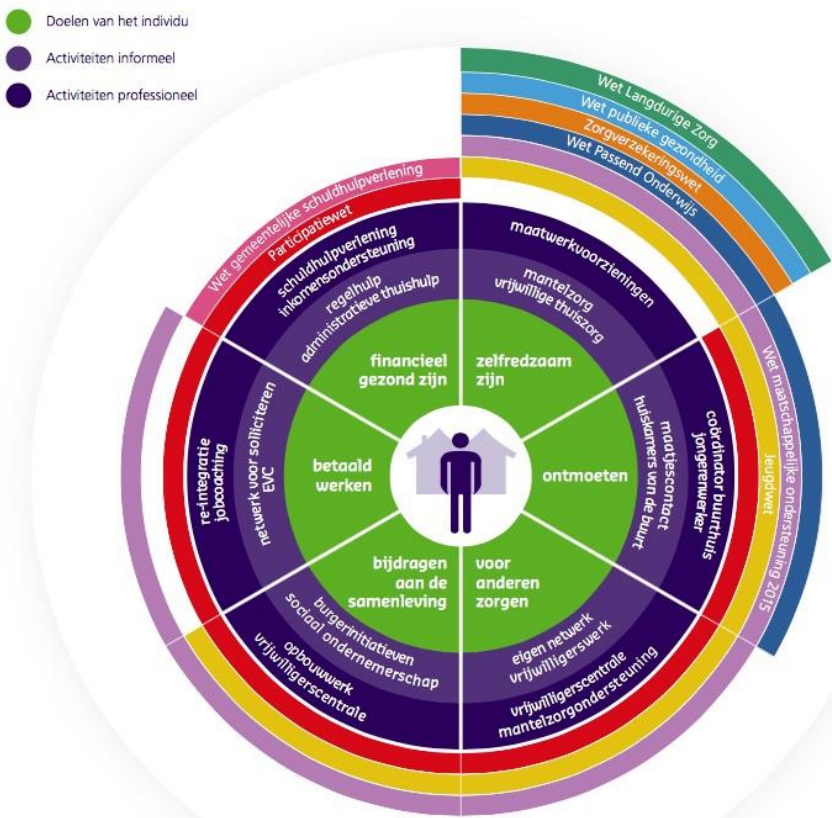 Doelen van het individu
Activiteiten informeel
Activiteiten professioneel
Wet Langdurige Zorg
Wet publieke gezondheid
Zorgverzekeringswet
Wet Passend Onderwijs
Wet gemeentelijke schuldhulpverlening
Participatiewet
schuldhulpverlening
inkomensondersteuning
regelhulp
administratieve thuishulp
financieel
gezond zijn
maatwerkvoorzieningen
mantelzorg
vrijwillige thuiszorg
zelfredzaam
zijn
Wet maatschappelijke ondersteuning 2015
Jeugdwet
coördinator buurthuis
jongerenwerker
maatjescontact
huiskamers van de buurt
ontmoeten
re-integratie
jobcoaching
netwerk voor solliciteren
EVC
betaald
werken
bijdragen
aan de
samenleving
burgerinitiatieven
sociaal ondernemerschap
opbouwwerk
vrijwilligerscentrale
voor
anderen
zorgen
eigen netwerk
vrijwilligerswerk
vrijwilligerscentrale
mantelzorgondersteuning